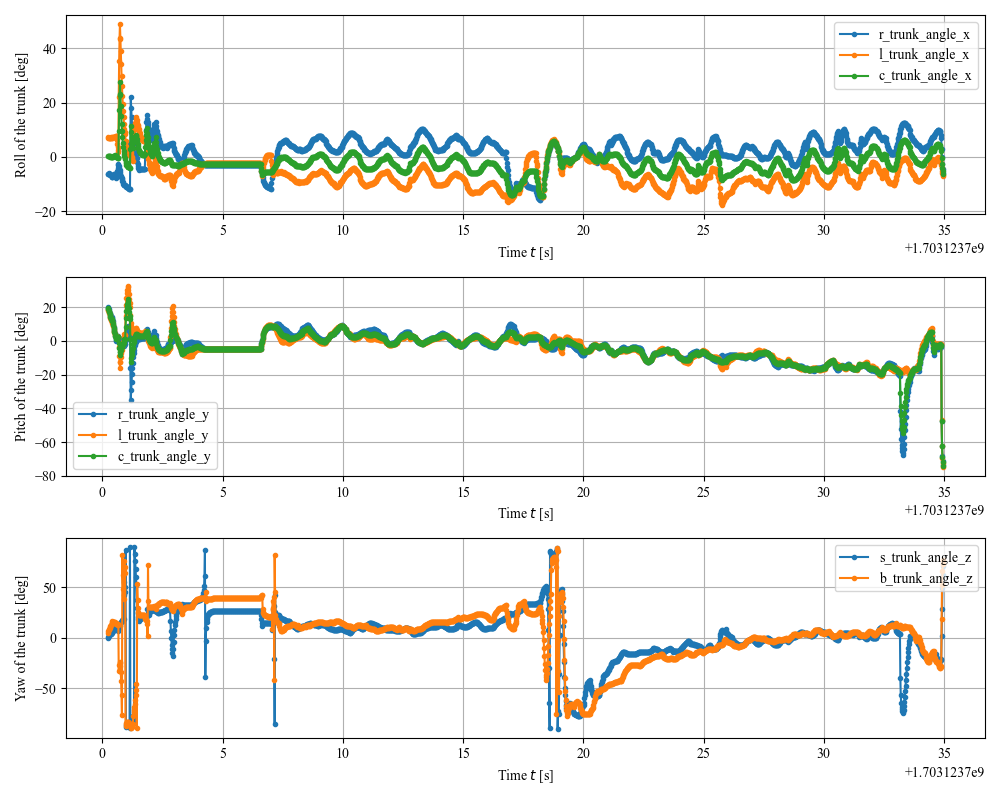 Roll of the trunk [deg]
40
20
0
−20
r_trunk_angle_x
l_trunk_angle_x
c_trunk_angle_x
0 5 10 15 20 25 30 35
Time t [s]
+1.7031237e9
Pitch of the trunk [deg]
20
0
−20
−40
−60
−80
r_trunk_angle_y
l_trunk_angle_y
c_trunk_angle_y
0 5 10 15 20 25 30 35
Time t [s]
+1.7031237e9
Yaw of the trunk [deg]
50
0
−50
s_trunk_angle_z
b_trunk_angle_z
0 5 10 15 20 25 30 35
Time t [s]
+1.7031237e9